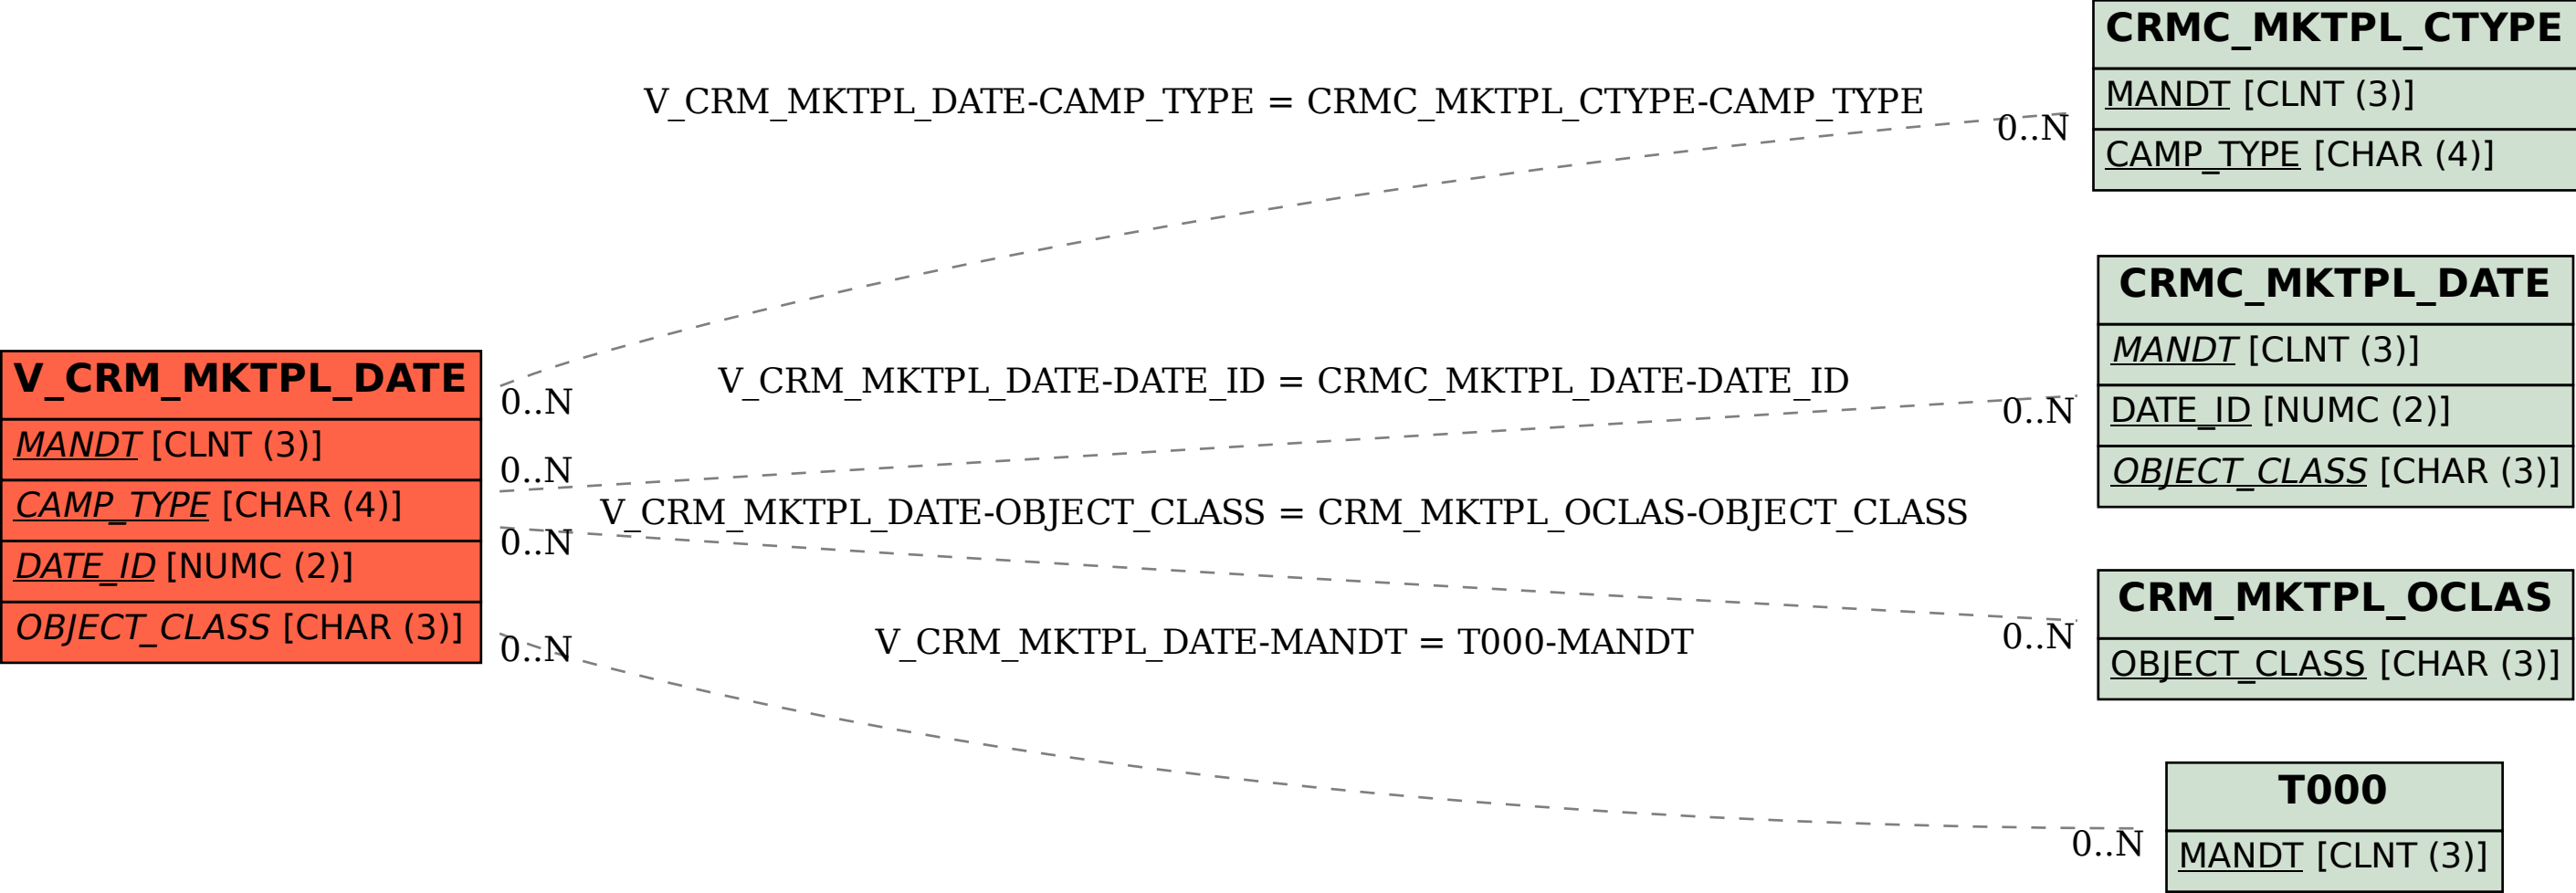 CRMC_MKTPL_CTYPE
MANDT [CLNT (3)]
CAMP_TYPE [CHAR (4)]
V_CRM_MKTPL_DATE-CAMP_TYPE = CRMC_MKTPL_CTYPE-CAMP_TYPE
0..N
CRMC_MKTPL_DATE
MANDT [CLNT (3)]
DATE_ID [NUMC (2)]
OBJECT_CLASS [CHAR (3)]
V_CRM_MKTPL_DATE
MANDT [CLNT (3)]
CAMP_TYPE [CHAR (4)]
DATE_ID [NUMC (2)]
OBJECT_CLASS [CHAR (3)]
0..N
V_CRM_MKTPL_DATE-DATE_ID = CRMC_MKTPL_DATE-DATE_ID
0..N
0..N
V_CRM_MKTPL_DATE-OBJECT_CLASS = CRM_MKTPL_OCLAS-OBJECT_CLASS
0..N
0..N
CRM_MKTPL_OCLAS
OBJECT_CLASS [CHAR (3)]
V_CRM_MKTPL_DATE-MANDT = T000-MANDT
0..N
0..N
T000
MANDT [CLNT (3)]